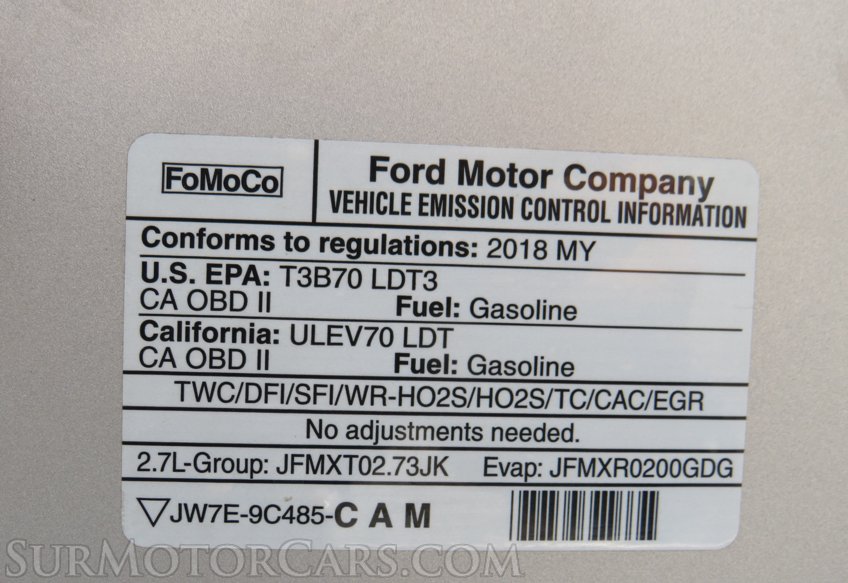 FoMoCo
Ford Motor Company
VEHICLE EMISSION CONTROL INFORMATION
Conforms to regulations: 2018 MY
U.S. EPA: T3B70 LDT3
CA OBD II Fuel: Gasoline
California: ULEV70 LDT
CA OBD II Fuel: Gasoline
TWC/DFI/SFI/WR-HO2S/HO2S/TC/CAC/EGR
No adjustments needed.
2.7L-Group: JFMXT02.73JK Evap: JFMXR0200GDG
▽JW7E-9C485-C A M
SurMotorCars.com